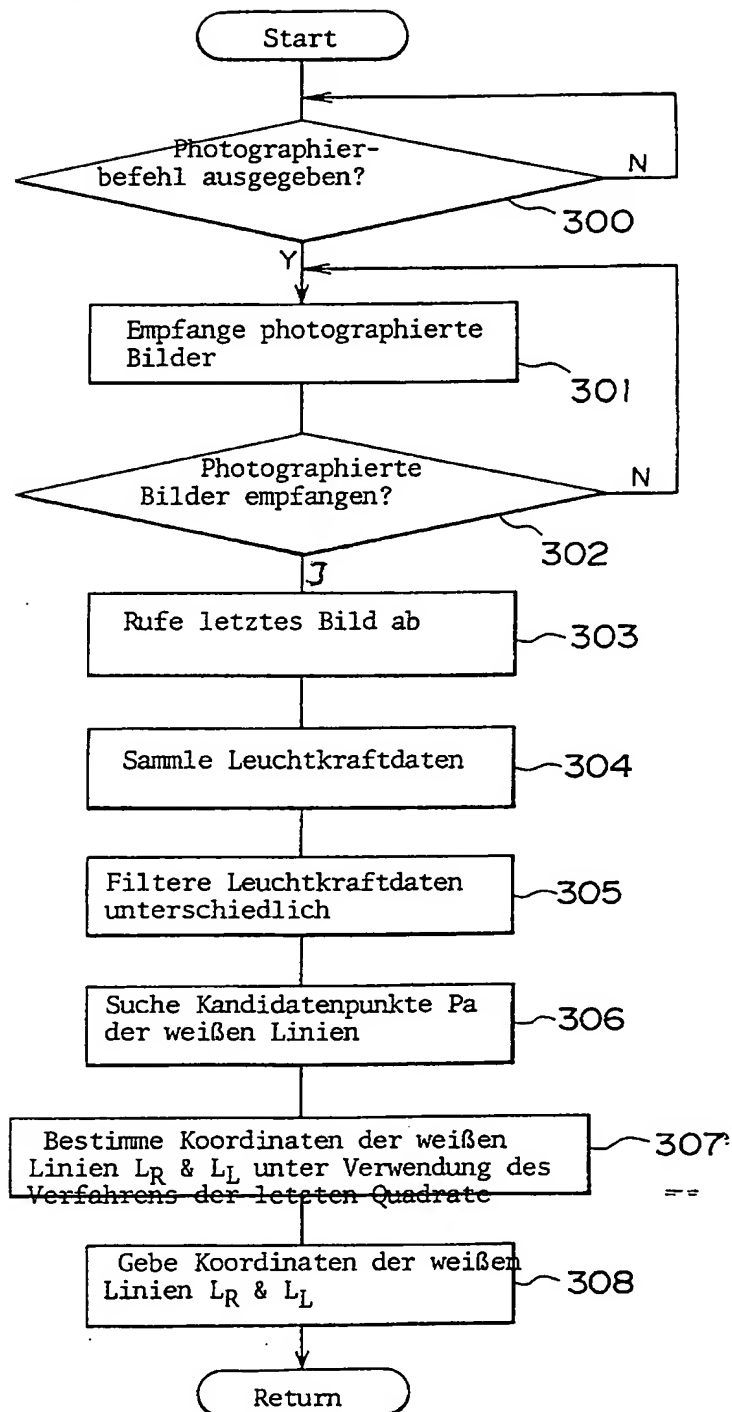 Start
Photographier-
befehl ausgegeben?
N
300
Y
Empfange photographierte
Bilder
301
Photographierte
Bilder empfangen?
N
302
J
Rufe letztes Bild ab
303
Sammle Leuchtkraftdaten
304
Filtere Leuchtkraftdaten
unterschiedlich
305
Suche Kandidatenpunkte Pa
der weißen Linien
306
Bestimme Koordinaten der weißen
Linien LR & LL unter Verwendung des
Verfahrens der letzten Quadrate
307
Gebe Koordinaten der weißen
Linien LR & LL
308
Return